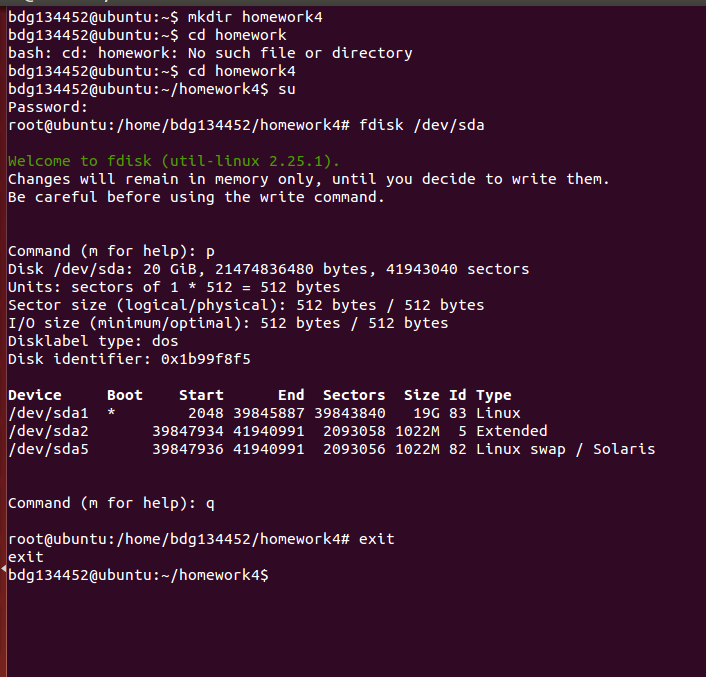 bdg134452@ubuntu:~$ mkdir homework4
bdg134452@ubuntu:~$ cd homework
bash: cd: homework: No such file or directory
bdg134452@ubuntu:~$ cd homework4
bdg134452@ubuntu:~/homework4$ su
Password:
root@ubuntu:/home/bdg134452/homework4# fdisk /dev/sda

Welcome to fdisk (util-linux 2.25.1).
Changes will remain in memory only, until you decide to write them.
Be careful before using the write command.


Command (m for help): p
Disk /dev/sda: 20 GiB, 21474836480 bytes, 41943040 sectors
Units: sectors of 1 * 512 = 512 bytes
Sector size (logical/physical): 512 bytes / 512 bytes
I/O size (minimum/optimal): 512 bytes / 512 bytes
Disklabel type: dos
Disk identifier: 0x1b99f8f5

Device     Boot    Start      End  Sectors  Size Id Type
/dev/sda1  *        2048 39845887 39843840   19G 83 Linux
/dev/sda2       39847934 41940991  2093058 1022M  5 Extended
/dev/sda5       39847936 41940991  2093056 1022M 82 Linux swap / Solaris


Command (m for help): q

root@ubuntu:/home/bdg134452/homework4# exit
exit
bdg134452@ubuntu:~/homework4$